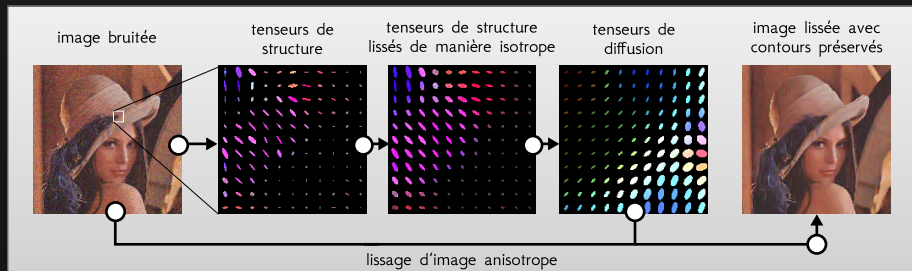 image bruitée
tenseurs de
structure
tenseurs de structure
lissés de manière isotrope
tenseurs de
diffusion
image lissée avec
contours préservés
lissage d'image anisotrope